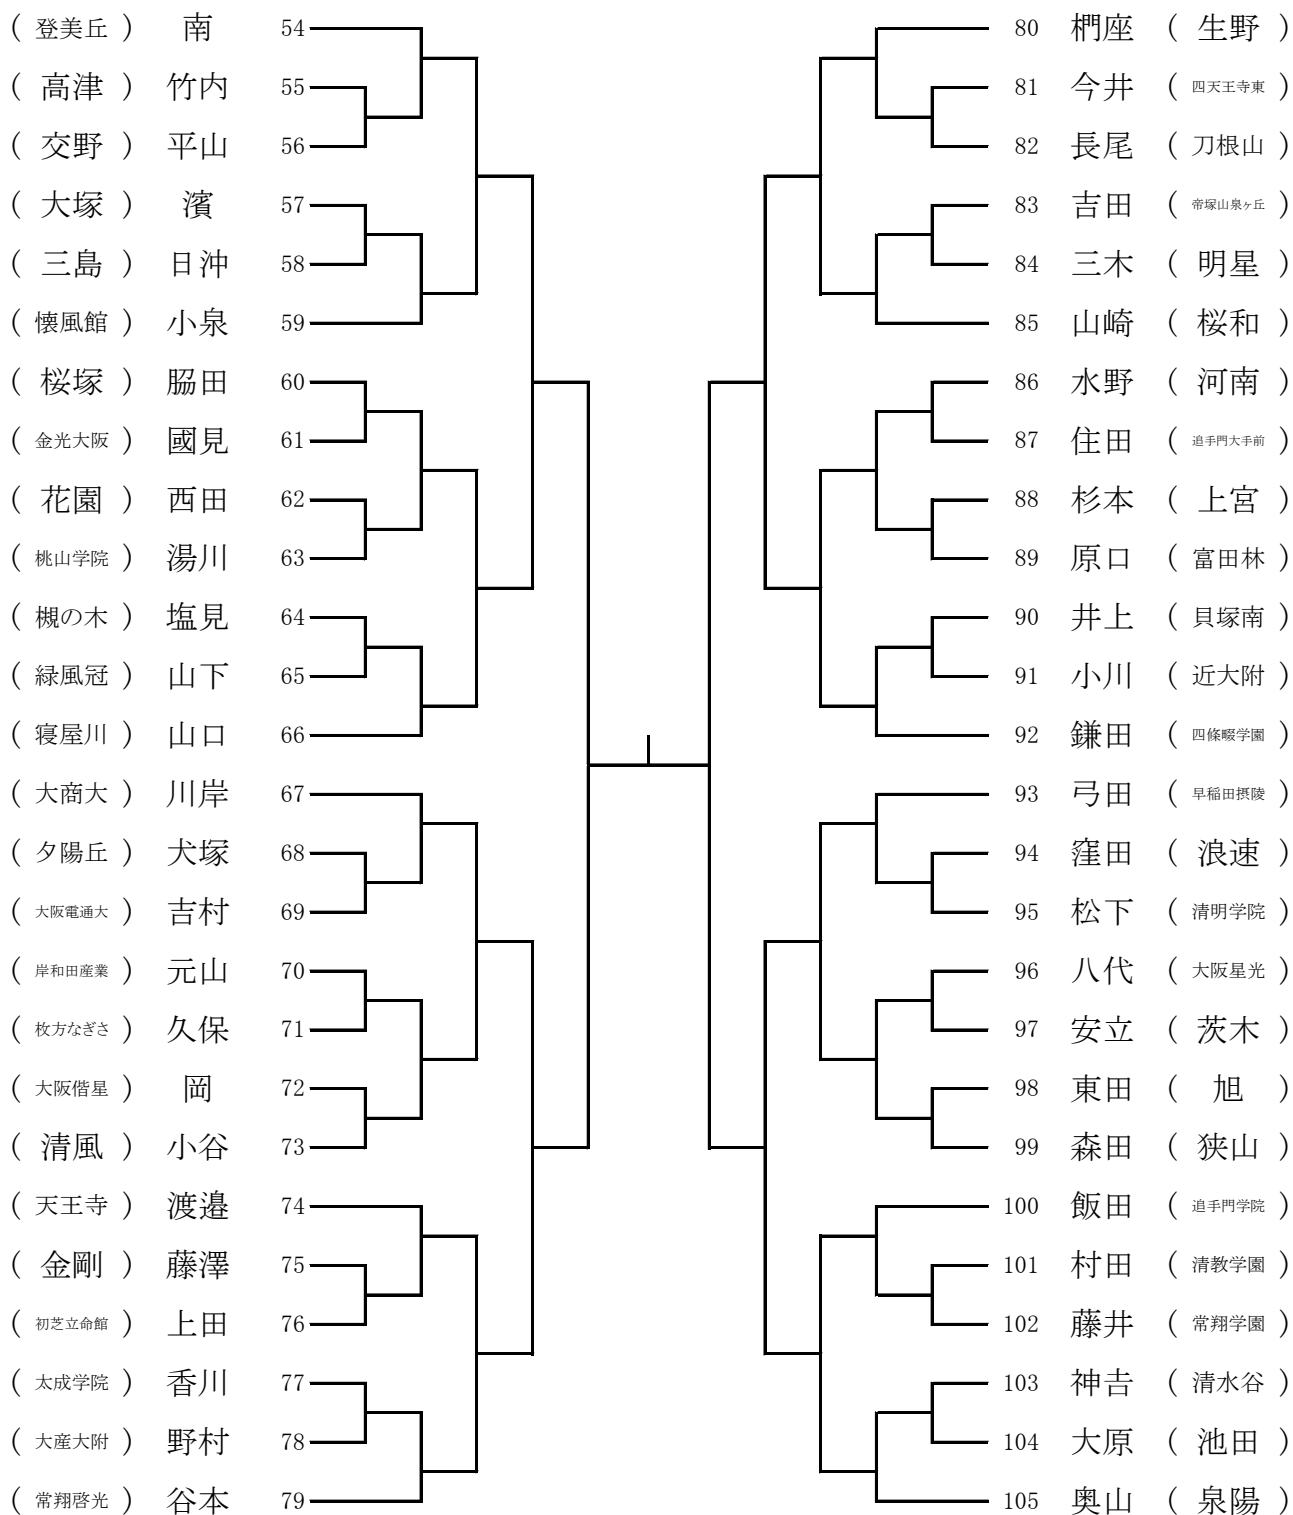 ( 登美丘 ) 南 54
( 高津 ) 竹内 55
( 交野 ) 平山 56
( 大塚 ) 濱 57
( 三島 ) 日沖 58
( 懐風館 ) 小泉 59
( 桜塚 ) 脇田 60
( 金光大阪 ) 國見 61
( 花園 ) 西田 62
( 桃山学院 ) 湯川 63
( 槻の木 ) 塩見 64
( 緑風冠 ) 山下 65
( 寝屋川 ) 山口 66
( 大商大 ) 川岸 67
( 夕陽丘 ) 犬塚 68
( 大阪電通大 ) 吉村 69
( 岸和田産業 ) 元山 70
( 枚方なぎさ ) 久保 71
( 大阪偕星 ) 岡 72
( 清風 ) 小谷 73
( 天王寺 ) 渡邉 74
( 金剛 ) 藤澤 75
( 初芝立命館 ) 上田 76
( 太成学院 ) 香川 77
( 大産大附 ) 野村 78
( 常翔啓光 ) 谷本 79
80 椚座 ( 生野 )
81 今井 ( 四天王寺東 )
82 長尾 ( 刀根山 )
83 吉田 ( 帝塚山泉ヶ丘 )
84 三木 ( 明星 )
85 山崎 ( 桜和 )
86 水野 ( 河南 )
87 住田 ( 追手門大手前 )
88 杉本 ( 上宮 )
89 原口 ( 富田林 )
90 井上 ( 貝塚南 )
91 小川 ( 近大附 )
92 鎌田 ( 四條畷学園 )
93 弓田 ( 早稲田摂陵 )
94 窪田 ( 浪速 )
95 松下 ( 清明学院 )
96 八代 ( 大阪星光 )
97 安立 ( 茨木 )
98 東田 ( 旭 )
99 森田 ( 狭山 )
100 飯田 ( 追手門学院 )
101 村田 ( 清教学園 )
102 藤井 ( 常翔学園 )
103 神𠮷 ( 清水谷 )
104 大原 ( 池田 )
105 奥山 ( 泉陽 )